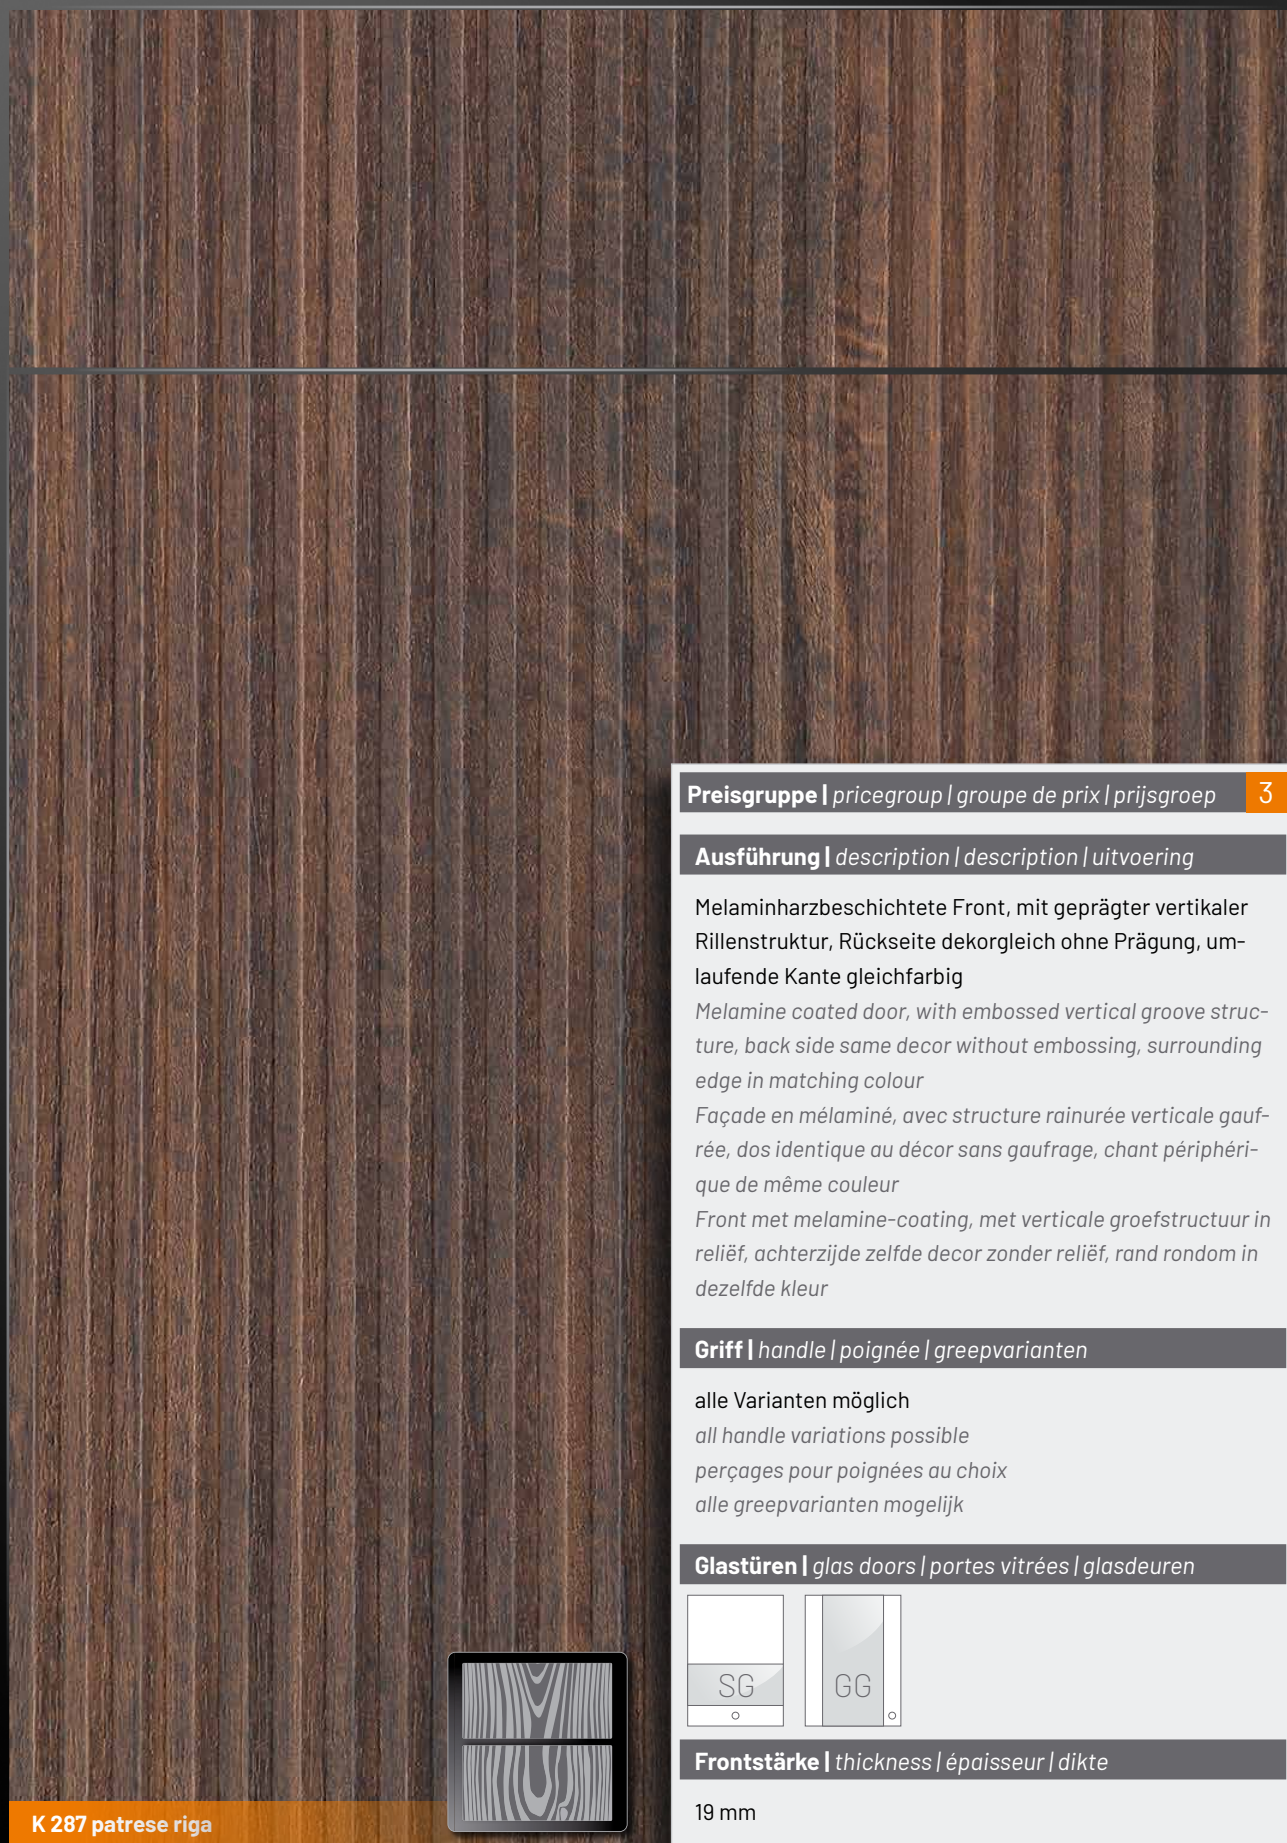 Preisgruppe | pricegroup | groupe de prix | prijsgroep 3
Ausführung | description | description | uitvoering
Melaminharzbeschichtete Front, mit geprägter vertikaler
Rillenstruktur, Rückseite dekorgleich ohne Prägung, um-
laufende Kante gleichfarbig
Melamine coated door, with embossed vertical groove struc-
ture, back side same decor without embossing, surrounding
edge in matching colour
Façade en mélaminé, avec structure rainurée verticale gauf-
rée, dos identique au décor sans gaufrage, chant périphéri-
que de même couleur
Front met melamine-coating, met verticale groefstructuur in
reliëf, achterzijde zelfde decor zonder reliëf, rand rondom in
dezelfde kleur
Griff | handle | poignée | greepvarianten
alle Varianten möglich
all handle variations possible
perçages pour poignées au choix
alle greepvarianten mogelijk
Glastüren | glas doors | portes vitrées | glasdeuren
SG GG
Frontstärke | thickness | épaisseur | dikte
19 mm
K 287 patrese riga